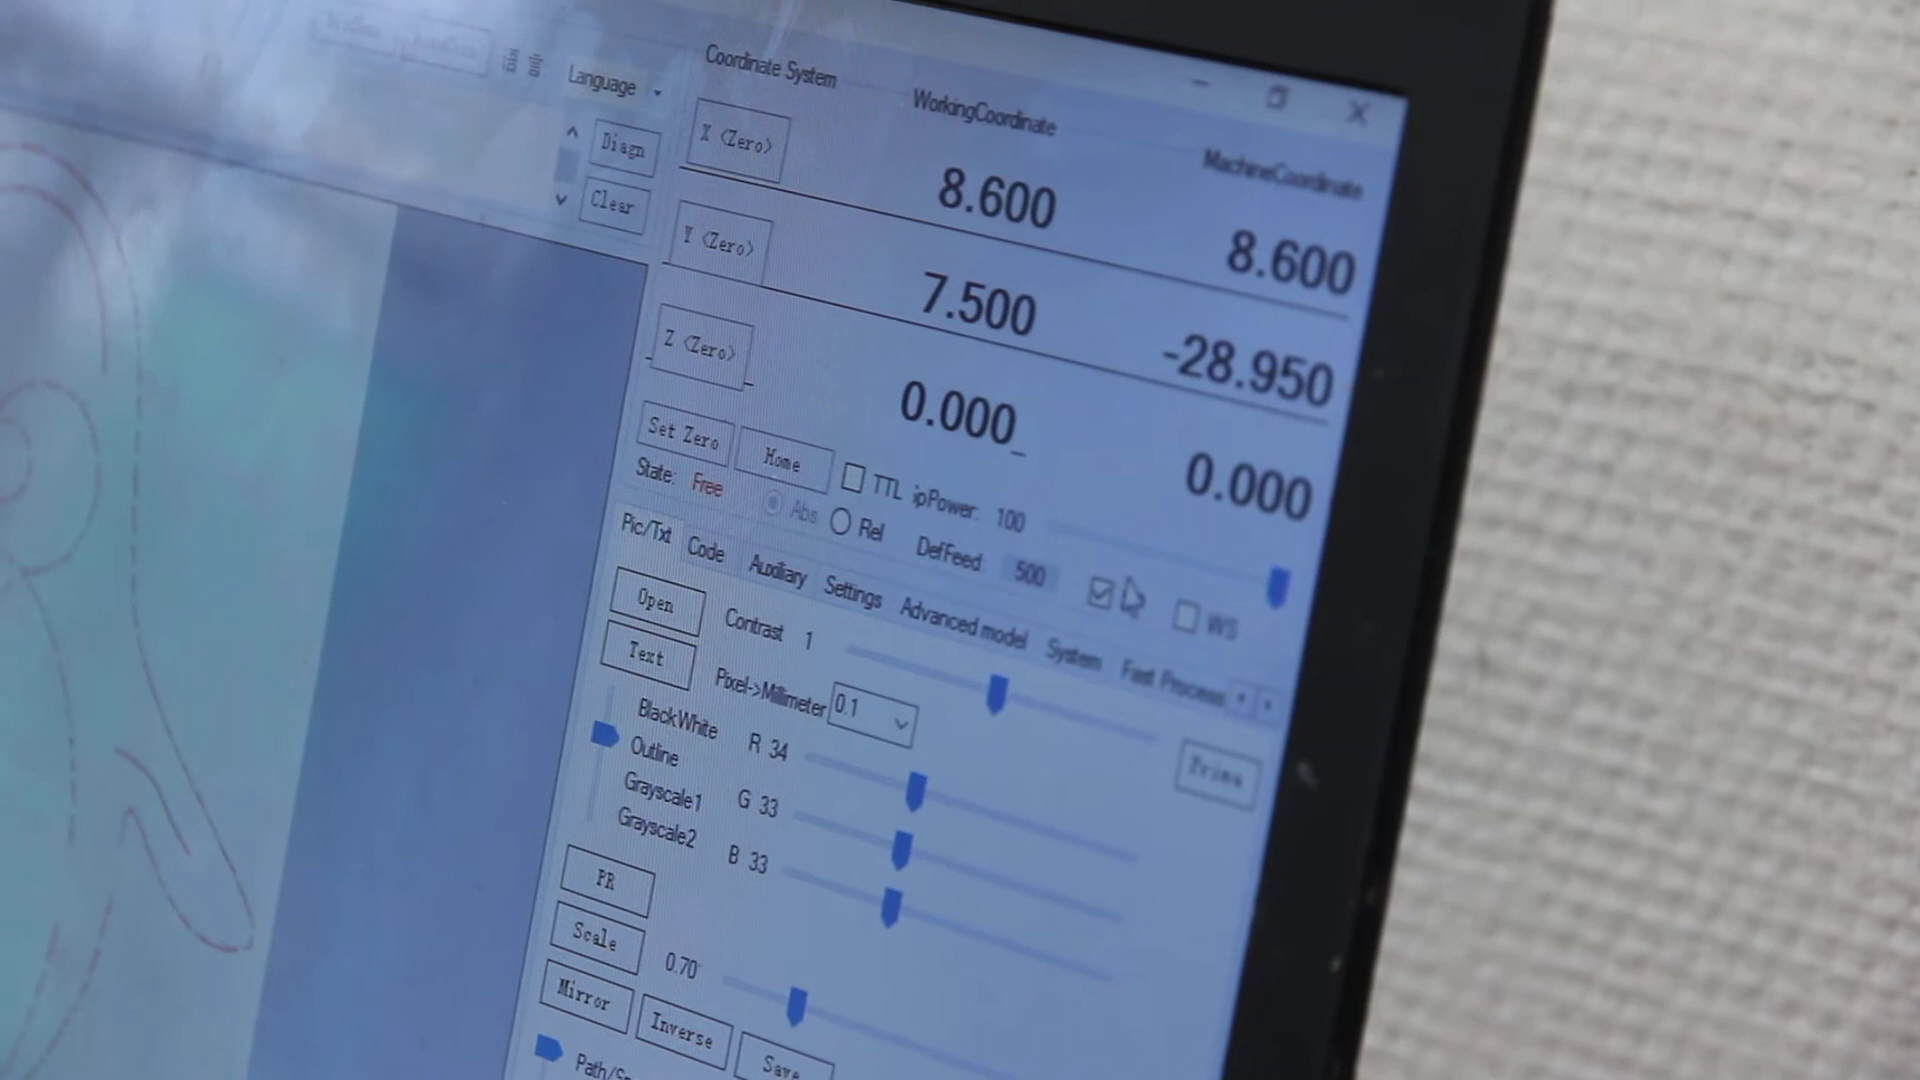 Language
Coordinate System
WorkingCoordinate
MachineCoordinate
Diagn
Clear
X <Zero>
8.600
8.600
Y <Zero>
7.500
-28.950
Z <Zero>
0.000
0.000
Set Zero
Home
TTL
ipPower: 100
State: Free
Abs
Rel
DefFeed: 500
WS
Pic/Txt
Code
Auxiliary
Settings
Advanced model
System
Fast Process
Open
Contrast 1
Text
Pixel->Millimeter 0.1
BlackWhite
Outline
Grayscale1
Grayscale2
R 34
G 33
B 33
PR
Scale
0.70
Mirror
Inverse
Save